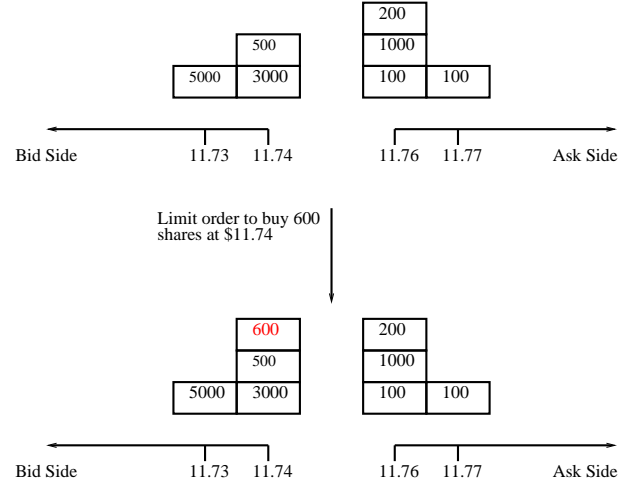 200
500 1000
5000 3000 100 100
Bid Side 11.73 11.74 11.76 11.77 Ask Side
Limit order to buy 600
shares at $11.74
600 200
500 1000
5000 3000 100 100
Bid Side 11.73 11.74 11.76 11.77 Ask Side